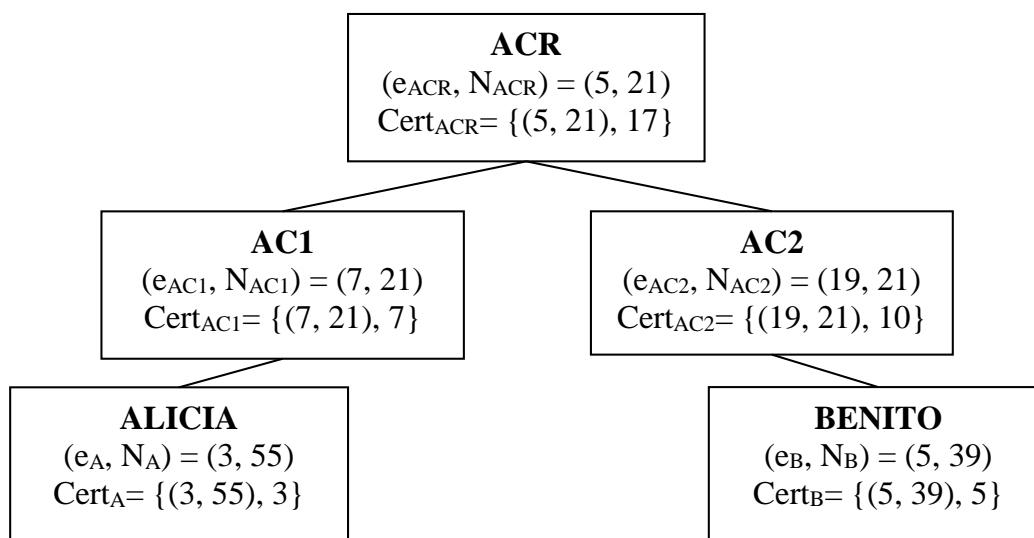 ACR
(eACR, NACR) = (5, 21)
CertACR= {(5, 21), 17}
AC1
(eAC1, NAC1) = (7, 21)
CertAC1= {(7, 21), 7}
AC2
(eAC2, NAC2) = (19, 21)
CertAC2= {(19, 21), 10}
ALICIA
(eA, NA) = (3, 55)
CertA= {(3, 55), 3}
BENITO
(eB, NB) = (5, 39)
CertB= {(5, 39), 5}